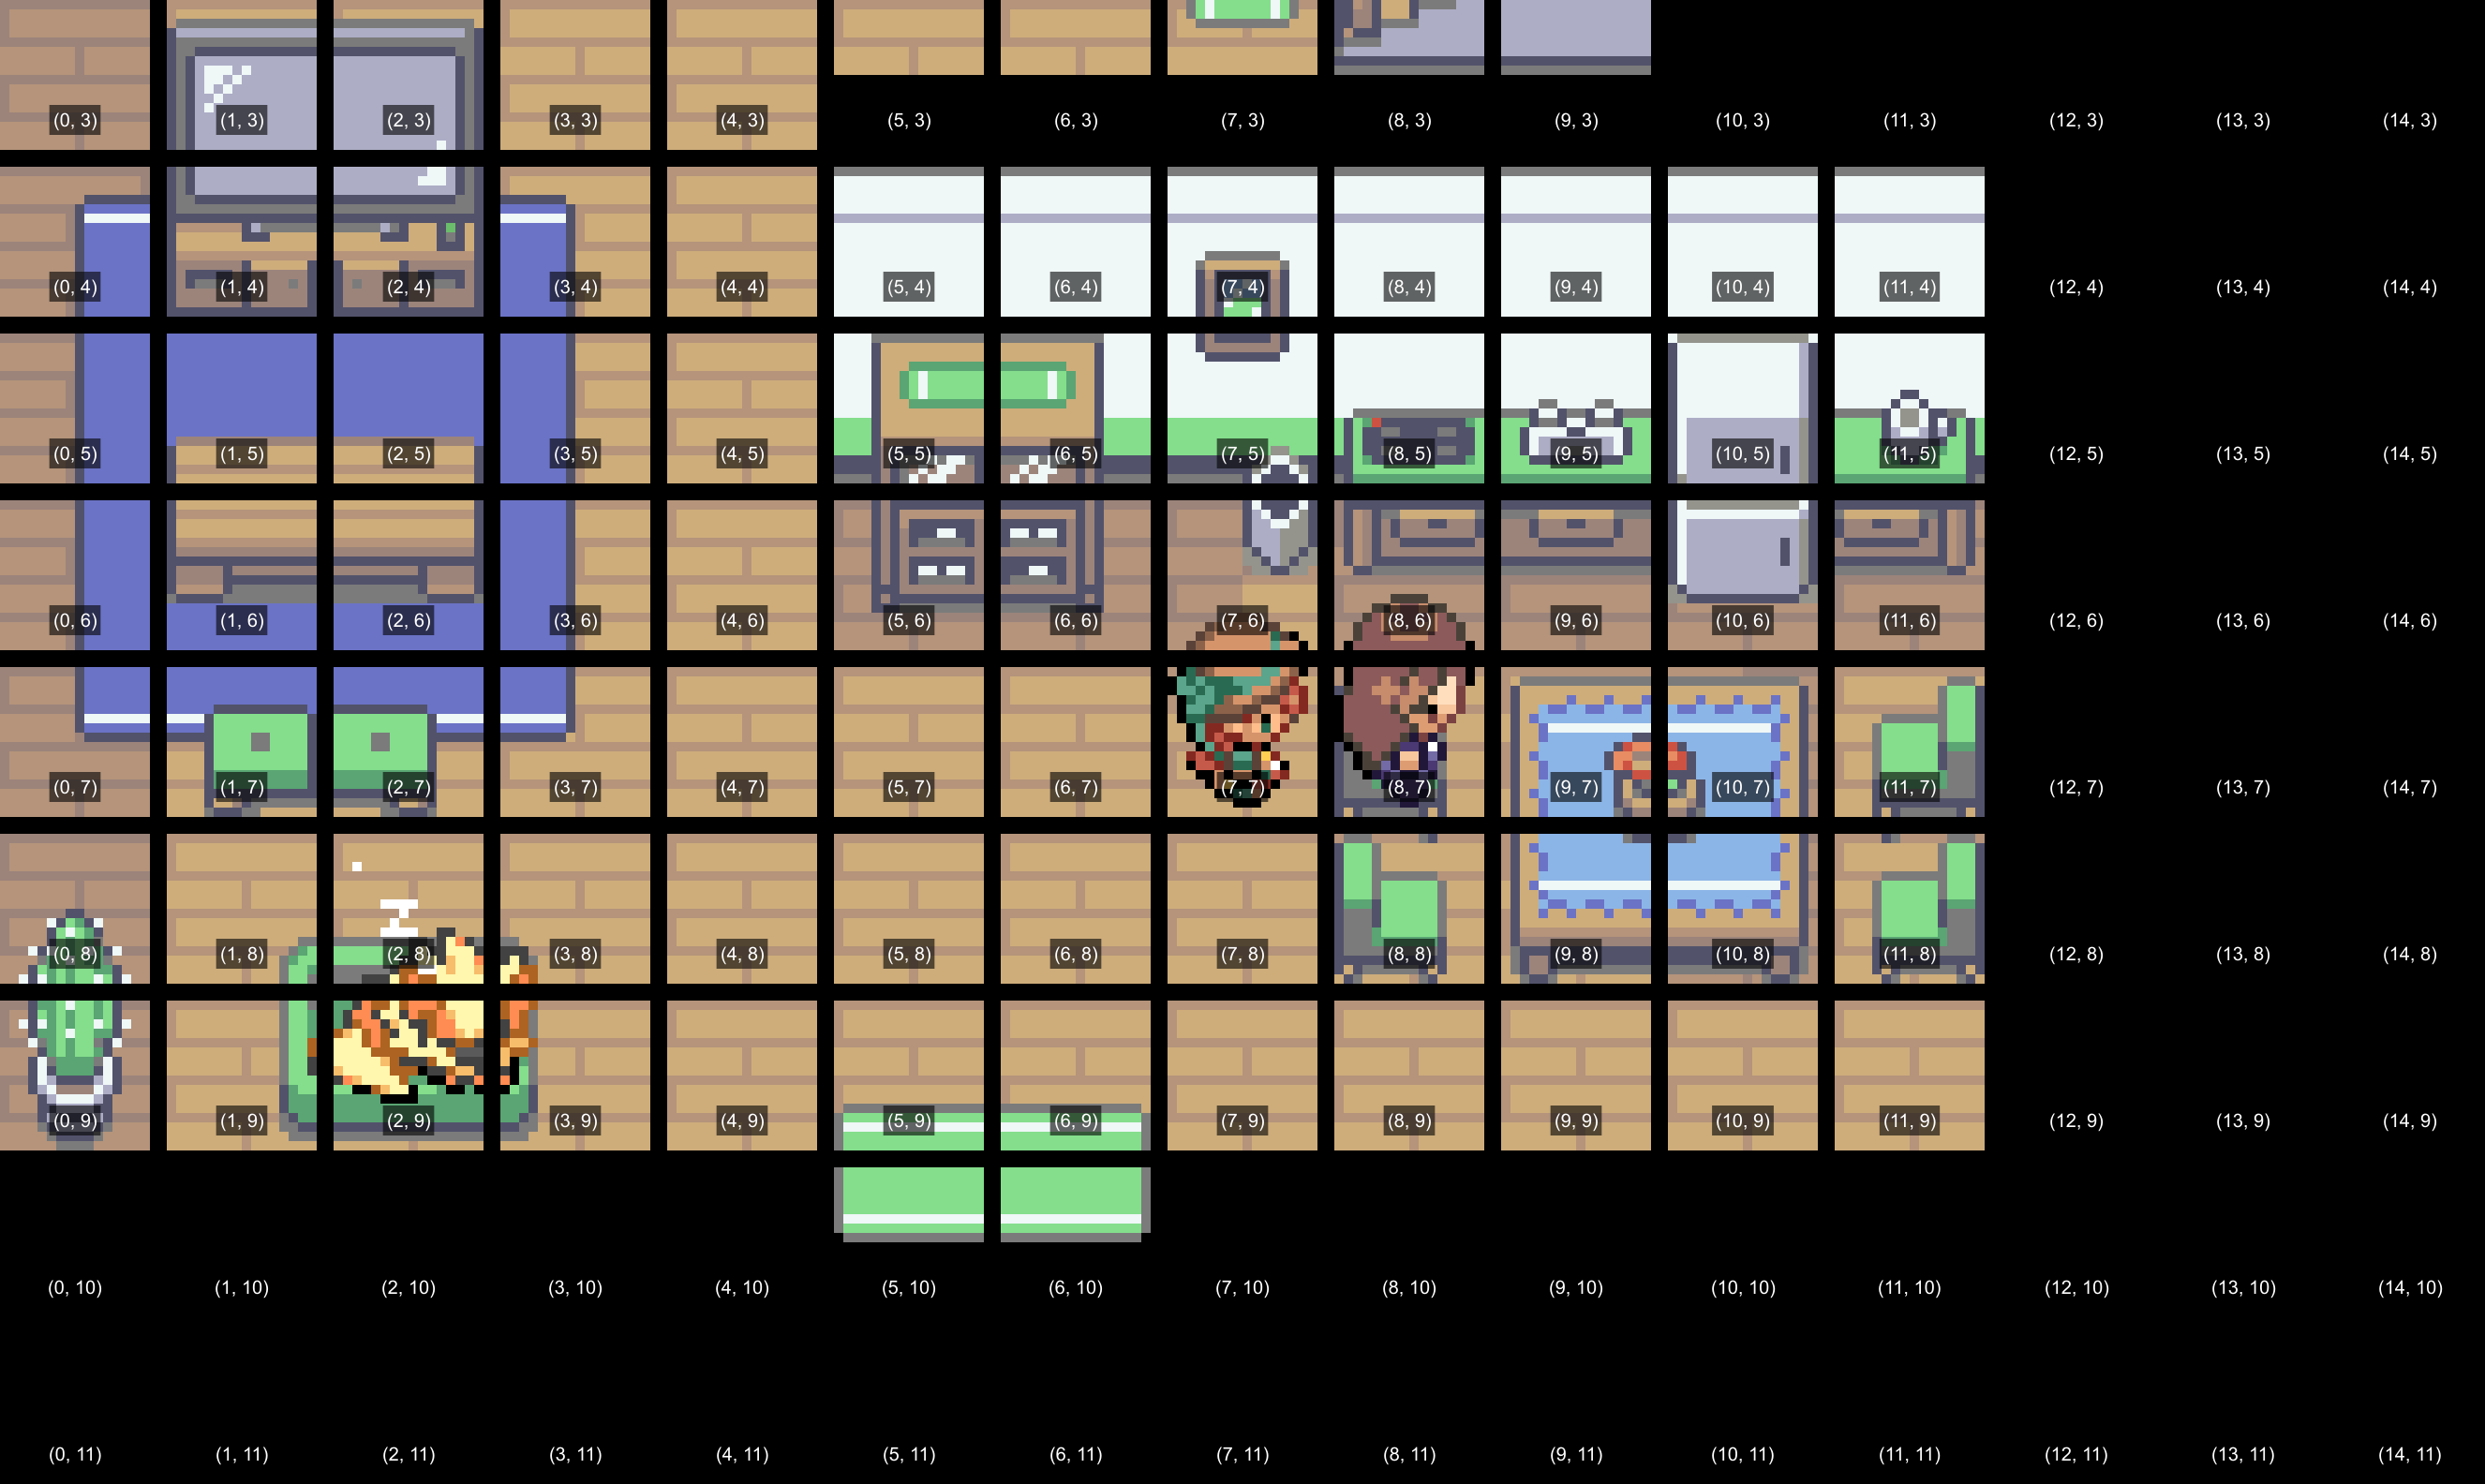 (0, 3) (1, 3) (2, 3) (3, 3) (4, 3) (5, 3) (6, 3) (7, 3) (8, 3) (9, 3) (10, 3) (11, 3) (12, 3) (13, 3) (14, 3)
(0, 4) (1, 4) (2, 4) (3, 4) (4, 4) (5, 4) (6, 4) (7, 4) (8, 4) (9, 4) (10, 4) (11, 4) (12, 4) (13, 4) (14, 4)
(0, 5) (1, 5) (2, 5) (3, 5) (4, 5) (5, 5) (6, 5) (7, 5) (8, 5) (9, 5) (10, 5) (11, 5) (12, 5) (13, 5) (14, 5)
(0, 6) (1, 6) (2, 6) (3, 6) (4, 6) (5, 6) (6, 6) (7, 6) (8, 6) (9, 6) (10, 6) (11, 6) (12, 6) (13, 6) (14, 6)
(0, 7) (1, 7) (2, 7) (3, 7) (4, 7) (5, 7) (6, 7) (7, 7) (8, 7) (9, 7) (10, 7) (11, 7) (12, 7) (13, 7) (14, 7)
Z
(0, 8) (1, 8) (2, 8) (3, 8) (4, 8) (5, 8) (6, 8) (7, 8) (8, 8) (9, 8) (10, 8) (11, 8) (12, 8) (13, 8) (14, 8)
(0, 9) (1, 9) (2, 9) (3, 9) (4, 9) (5, 9) (6, 9) (7, 9) (8, 9) (9, 9) (10, 9) (11, 9) (12, 9) (13, 9) (14, 9)
(0, 10) (1, 10) (2, 10) (3, 10) (4, 10) (5, 10) (6, 10) (7, 10) (8, 10) (9, 10) (10, 10) (11, 10) (12, 10) (13, 10) (14, 10)
(0, 11) (1, 11) (2, 11) (3, 11) (4, 11) (5, 11) (6, 11) (7, 11) (8, 11) (9, 11) (10, 11) (11, 11) (12, 11) (13, 11) (14, 11)